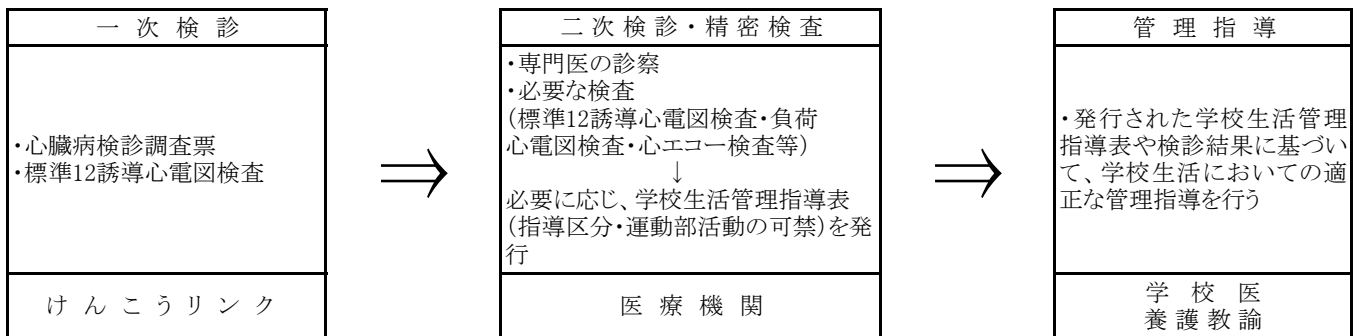 一次検診
・心臓病検診調査票
・標準12誘導心電図検査
けんこうリンク
⇒
二次検診・精密検査
・専門医の診察
・必要な検査
(標準12誘導心電図検査・負荷
心電図検査・心エコー検査等)
↓
必要に応じ、学校生活管理指導表
(指導区分・運動部活動の可禁)を発
行
医療機関
⇒
管理指導
・発行された学校生活管理
指導表や検診結果に基づい
て、学校生活においての適
正な管理指導を行う
学校医
養護教諭